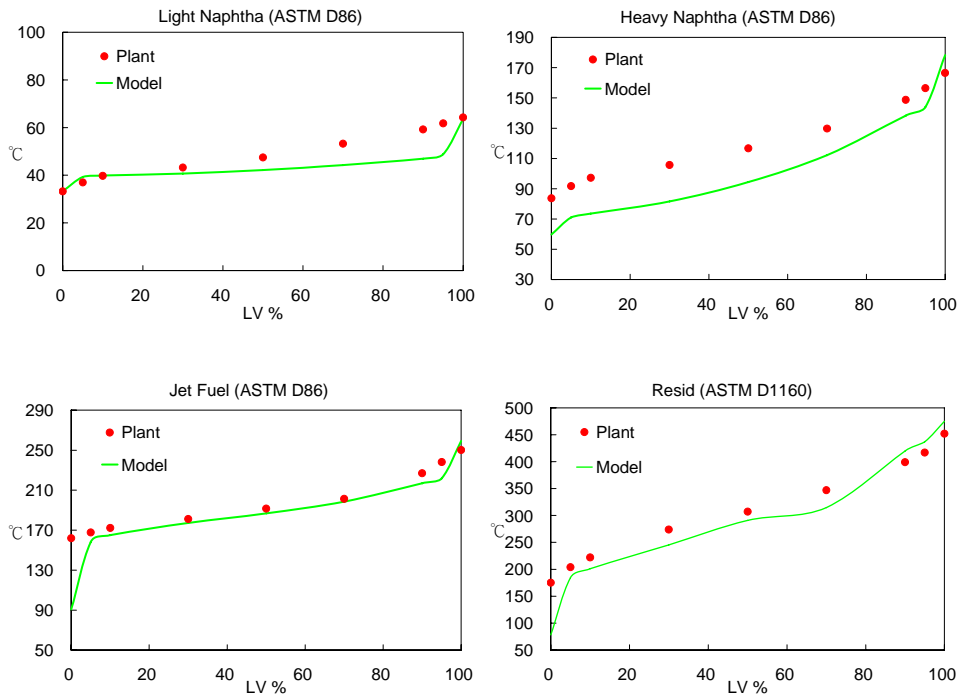 Light Naphtha (ASTM D86)
100
80
60
40
20
0
℃
Plant
Model
0 20 40 60 80 100
LV %
Heavy Naphtha (ASTM D86)
190
170
150
130
110
90
70
50
30
℃
Plant
Model
0 20 40 60 80 100
LV %
Jet Fuel (ASTM D86)
290
250
210
170
130
90
50
℃
Plant
Model
0 20 40 60 80 100
LV %
Resid (ASTM D1160)
500
450
400
350
300
250
200
150
100
50
℃
Plant
Model
0 20 40 60 80 100
LV %